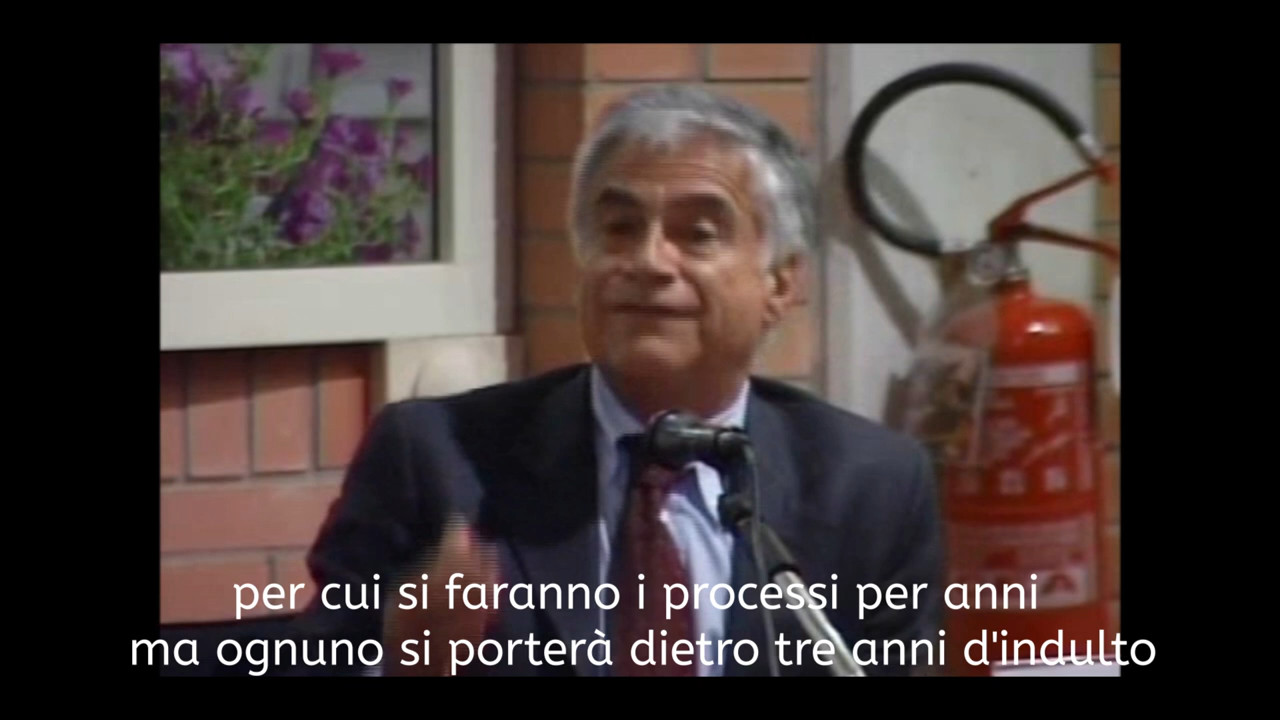 per cui si faranno i processi per anni
ma ognuno si porterà dietro tre anni d'indulto